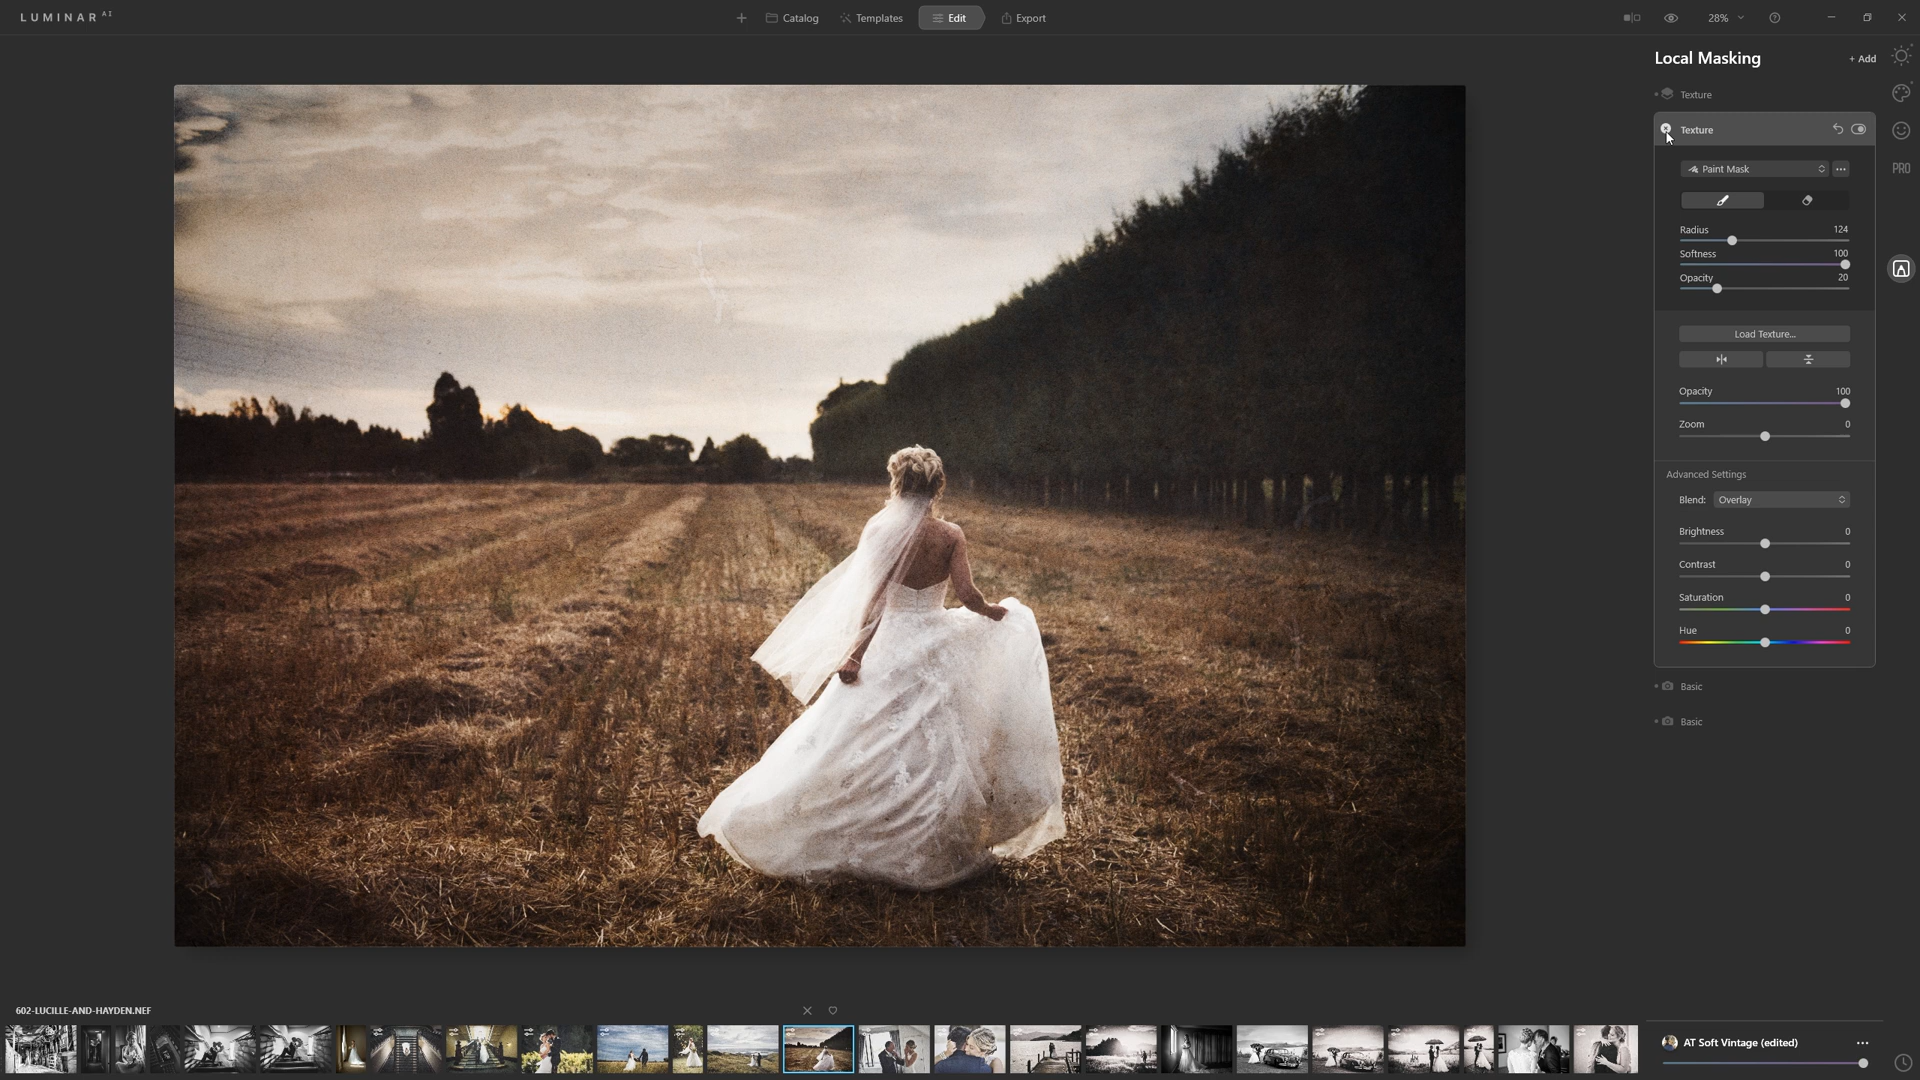 LUMINAR AI
Catalog
Templates
Edit
Export
28%
Local Masking
+ Add
Texture
Texture
Paint Mask
Radius 124
Softness 100
Opacity 20
Load Texture...
Opacity 100
Zoom 0
Advanced Settings
Blend: Overlay
Brightness 0
Contrast 0
Saturation 0
Hue 0
Basic
Basic
PRO
602-LUCILLE-AND-HAYDEN.NEF
AT Soft Vintage (edited)